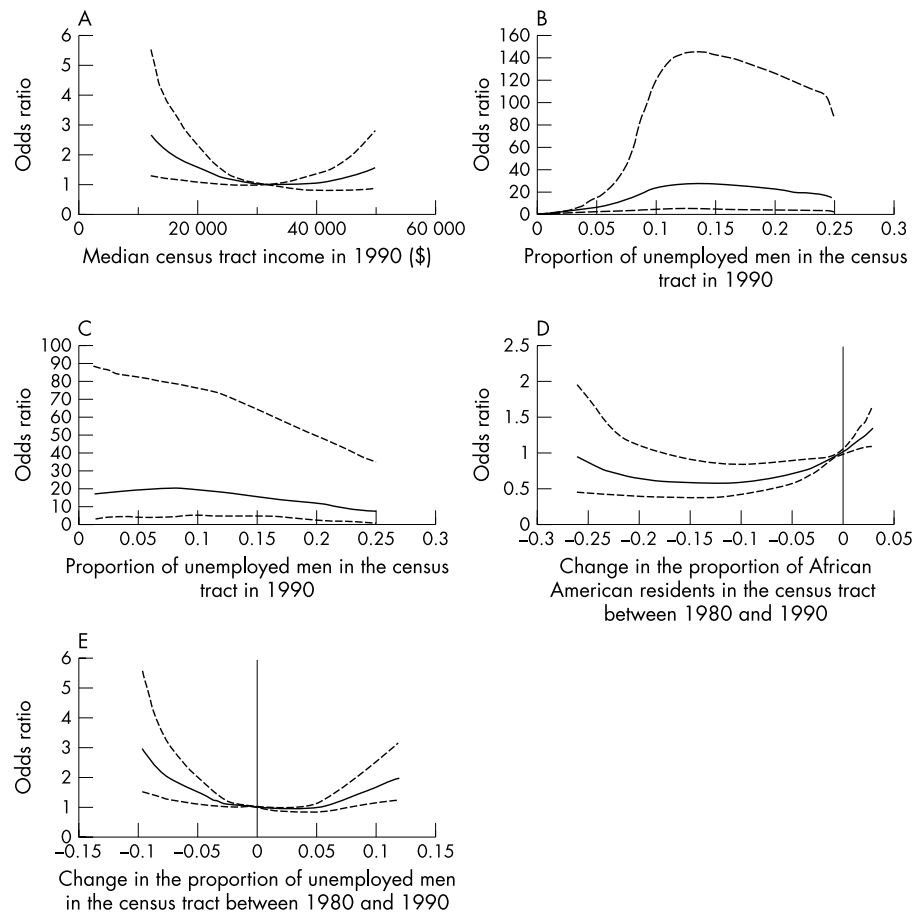 A
6
5
4
3
2
1
0
Odds ratio
0 20 000 40 000 60 000
Median census tract income in 1990 ($)
B
160
140
120
100
80
60
40
20
0
Odds ratio
0 0.05 0.1 0.15 0.2 0.25 0.3
Proportion of unemployed men in the census
tract in 1990
C
100
90
80
70
60
50
40
30
20
10
0
Odds ratio
0 0.05 0.1 0.15 0.2 0.25 0.3
Proportion of unemployed men in the census
tract in 1990
D
2.5
2
1.5
1
0.5
0
Odds ratio
–0.3 –0.25 –0.15 –0.15 –0.1 –0.05 0 0.05
Change in the proportion of African
American residents in the census tract
between 1980 and 1990
E
6
5
4
3
2
1
0
Odds ratio
–0.15 –0.1 –0.05 0 0.05 0.1 0.15
Change in the proportion of unemployed men
in the census tract between 1980 and 1990